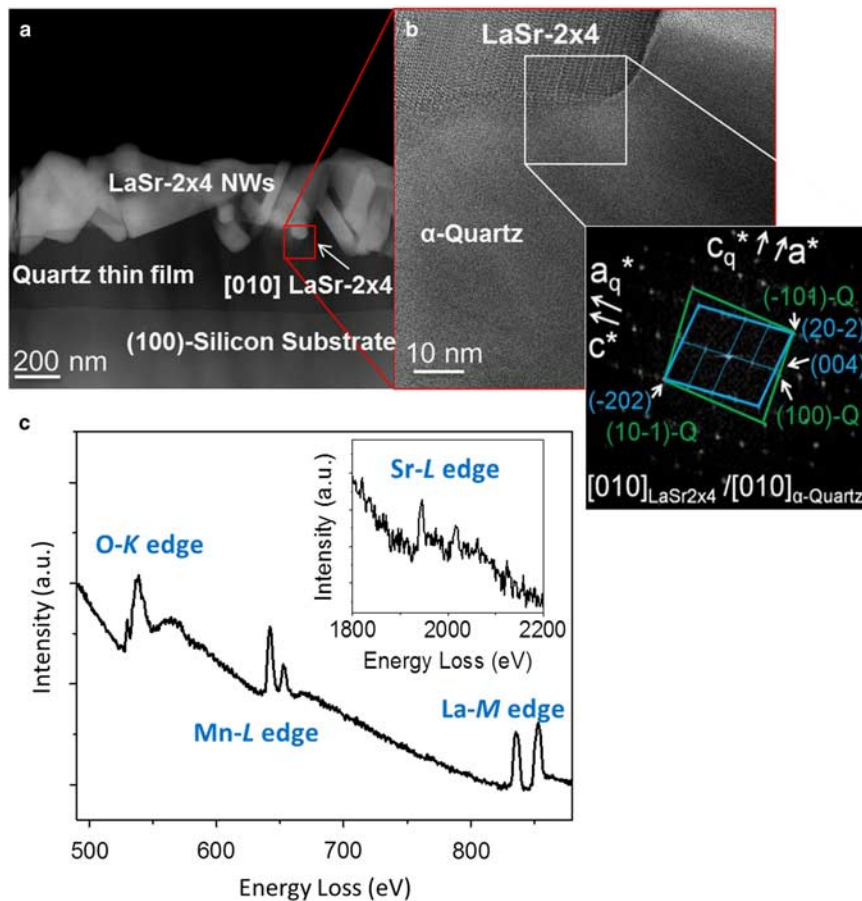 a
LaSr-2x4 NWs
Quartz thin film
[010] LaSr-2x4
(100)-Silicon Substrate
200 nm
b
LaSr-2x4
α-Quartz
10 nm
c_q* a*
a_q*
c*
(-101)-Q
(20-2)
(004)
(-202)
(100)-Q
(10-1)-Q
[010]LaSr2x4 /[010]α-Quartz
c
Intensity (a.u.)
O-K edge
Mn-L edge
La-M edge
500 600 700 800
Energy Loss (eV)
Sr-L edge
Intensity (a.u.)
1800 2000 2200
Energy Loss (eV)